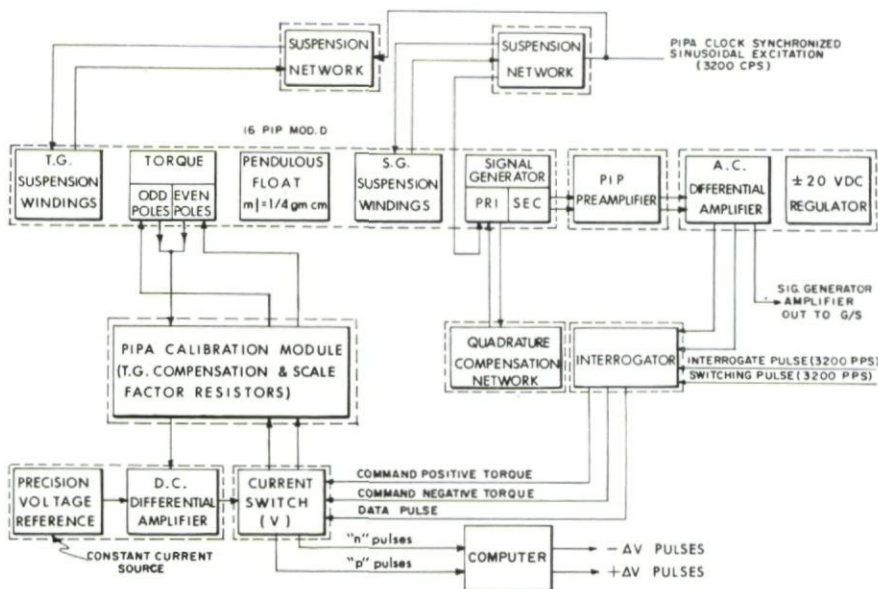 SUSPENSION
NETWORK
SUSPENSION
NETWORK
PIPA CLOCK SYNCHRONIZED
SINUSOIDAL EXCITATION
(3200 CPS)
16 PIP MOD. D
T.G.
SUSPENSION
WINDINGS
TORQUE
ODD
POLES
EVEN
POLES
PENDULOUS
FLOAT
ml=1/4 gm cm
S.G.
SUSPENSION
WINDINGS
SIGNAL
GENERATOR
PRI
SEC
PIP
PREAMPLIFIER
A.C.
DIFFERENTIAL
AMPLIFIER
±20 VDC
REGULATOR
SIG. GENERATOR
AMPLIFIER
OUT TO G/S
PIPA CALIBRATION MODULE
(T.G. COMPENSATION & SCALE
FACTOR RESISTORS)
QUADRATURE
COMPENSATION
NETWORK
INTERROGATOR
INTERROGATE PULSE (3200 PPS)
SWITCHING PULSE (3200 PPS)
PRECISION
VOLTAGE
REFERENCE
D.C.
DIFFERENTIAL
AMPLIFIER
CURRENT
SWITCH
(V)
COMMAND POSITIVE TORQUE
COMMAND NEGATIVE TORQUE
DATA PULSE
CONSTANT CURRENT
SOURCE
"n" pulses
"p" pulses
COMPUTER
− ΔV PULSES
+ ΔV PULSES